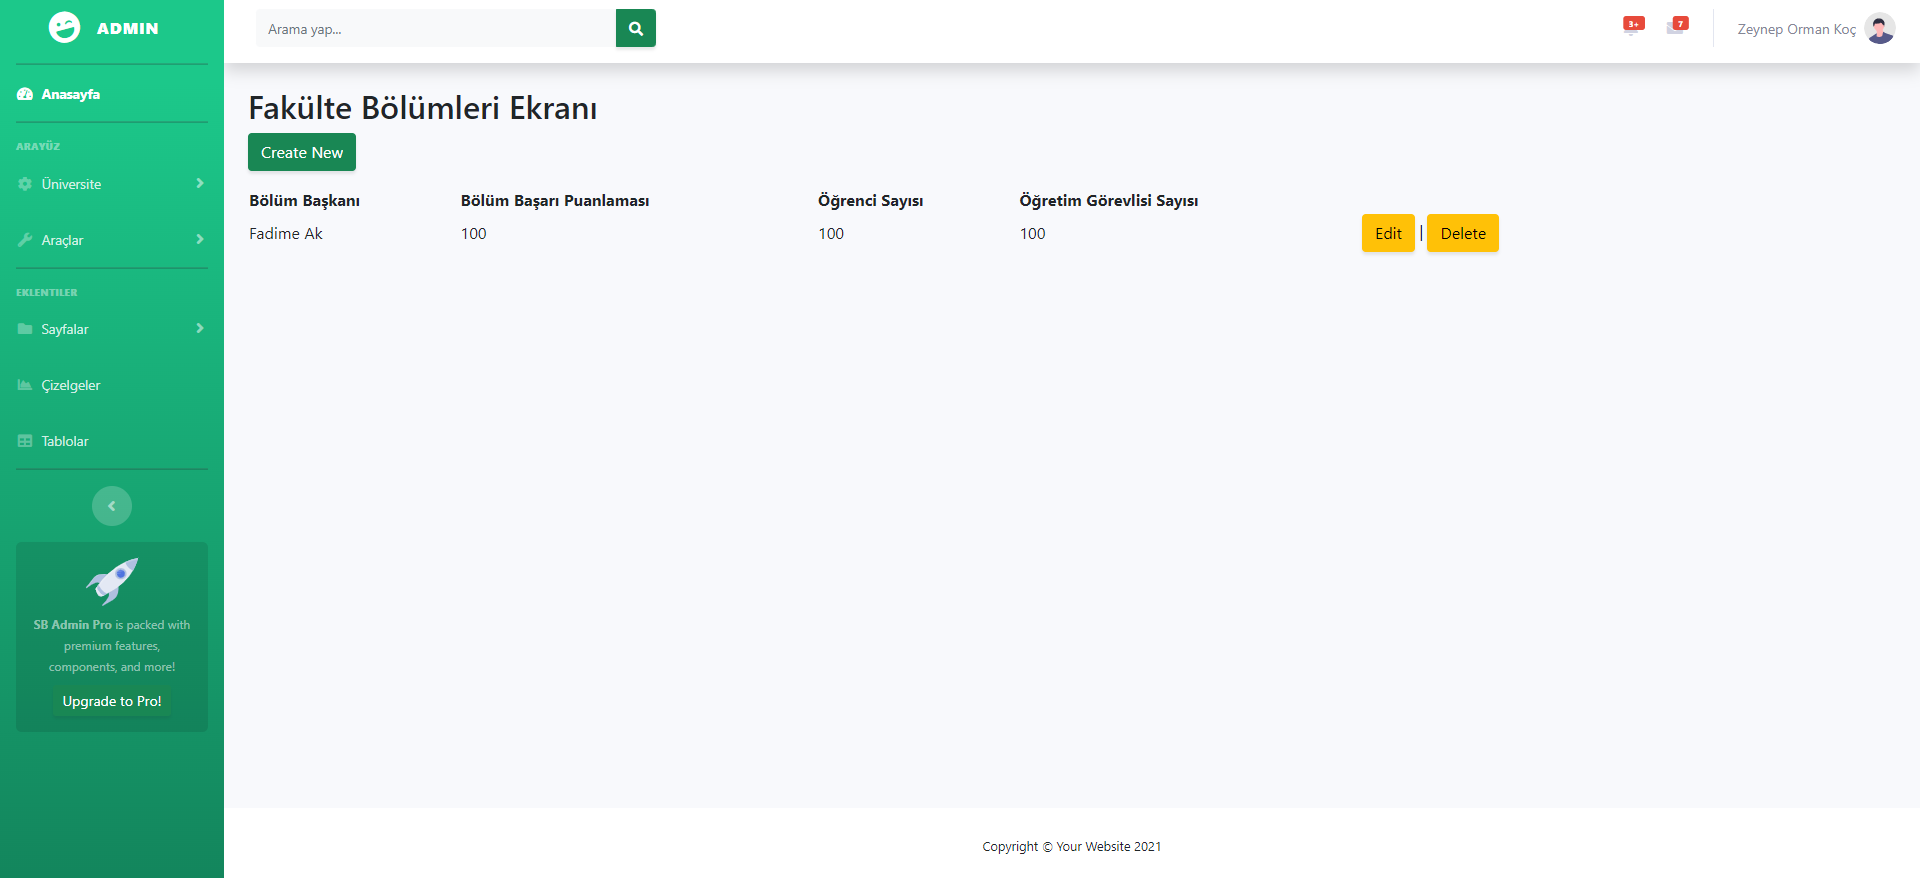 ADMIN
Arama yap...
3+
7
Zeynep Orman Koç
Anasayfa
ARAYÜZ
Üniversite
Araçlar
EKLENTILER
Sayfalar
Çizelgeler
Tablolar
SB Admin Pro is packed with
premium features,
components, and more!
Upgrade to Pro!
Fakülte Bölümleri Ekranı
Create New
Bölüm Başkanı Bölüm Başarı Puanlaması Öğrenci Sayısı Öğretim Görevlisi Sayısı
Fadime Ak 100 100 100 Edit | Delete
Copyright © Your Website 2021